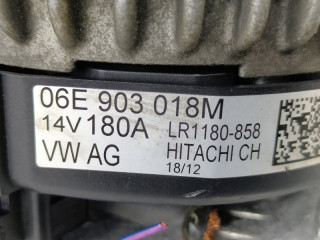 06E 903 018M
14V 180A LR1180-858
VW AG HITACHI CH
18/12